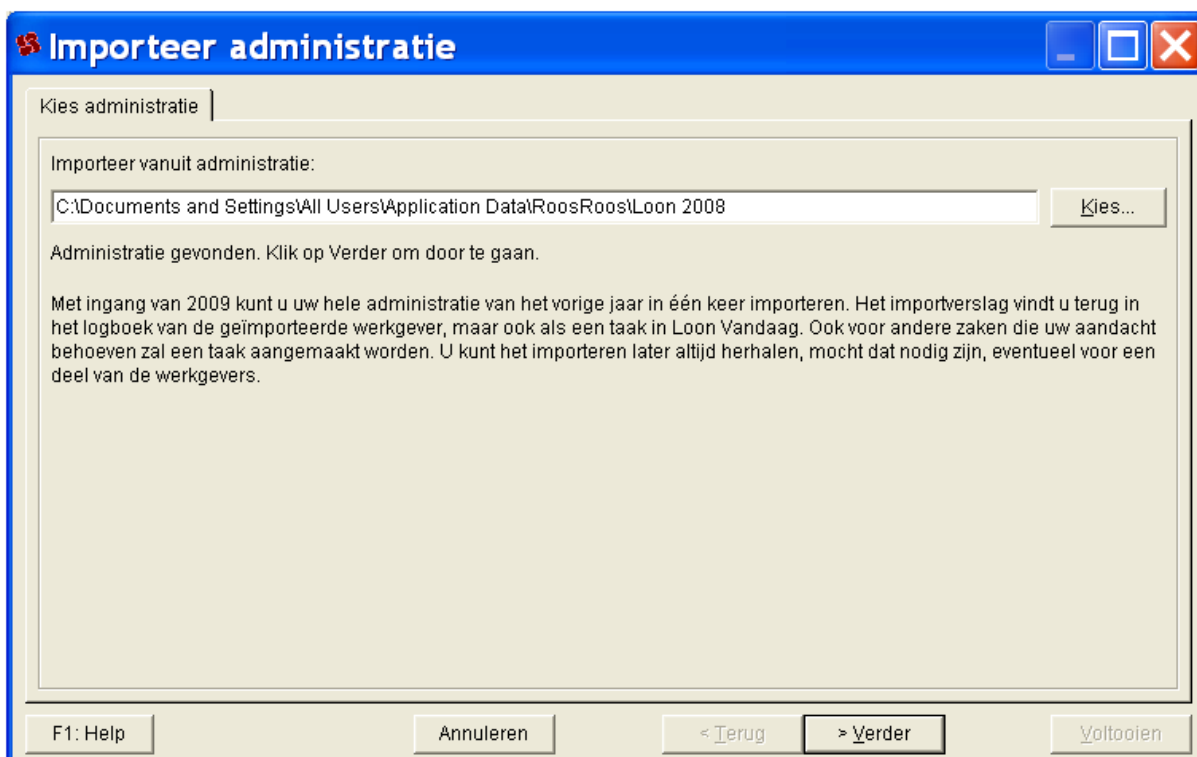 Importeer administratie
Kies administratie
Importeer vanuit administratie:
C:\Documents and Settings\All Users\Application Data\RoosRoos\Loon 2008
Kies...
Administratie gevonden. Klik op Verder om door te gaan.
Met ingang van 2009 kunt u uw hele administratie van het vorige jaar in één keer importeren. Het importverslag vindt u terug in
het logboek van de geïmporteerde werkgever, maar ook als een taak in Loon Vandaag. Ook voor andere zaken die uw aandacht
behoeven zal een taak aangemaakt worden. U kunt het importeren later altijd herhalen, mocht dat nodig zijn, eventueel voor een
deel van de werkgevers.
F1: Help
Annuleren
< Terug
> Verder
Voltooien